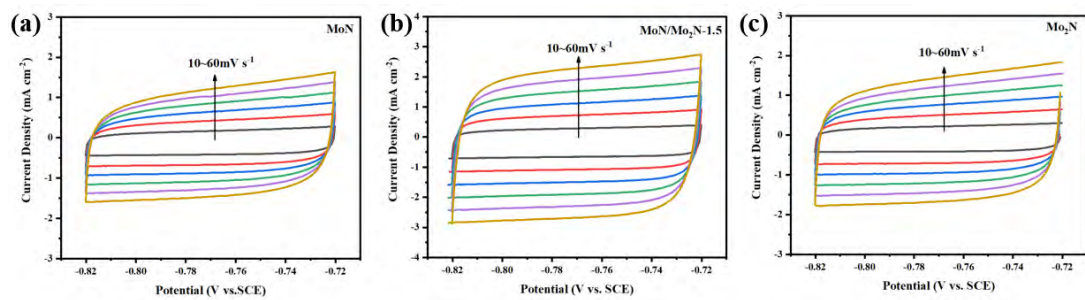 (a)
MoN
10~60mV s⁻¹
Current Density (mA cm⁻²)
3
2
1
0
-1
-2
-3
-0.82
-0.80
-0.78
-0.76
-0.74
-0.72
Potential (V vs.SCE)
(b)
MoN/Mo₂N-1.5
10~60mV s⁻¹
Current Density (mA cm⁻²)
4
3
2
1
0
-1
-2
-3
-4
-0.82
-0.80
-0.78
-0.76
-0.74
-0.72
Potential (V vs. SCE)
(c)
Mo₂N
10~60mV s⁻¹
Current Density (mA cm⁻²)
3
2
1
0
-1
-2
-3
-0.82
-0.80
-0.78
-0.76
-0.74
-0.72
Potential (V vs. SCE)